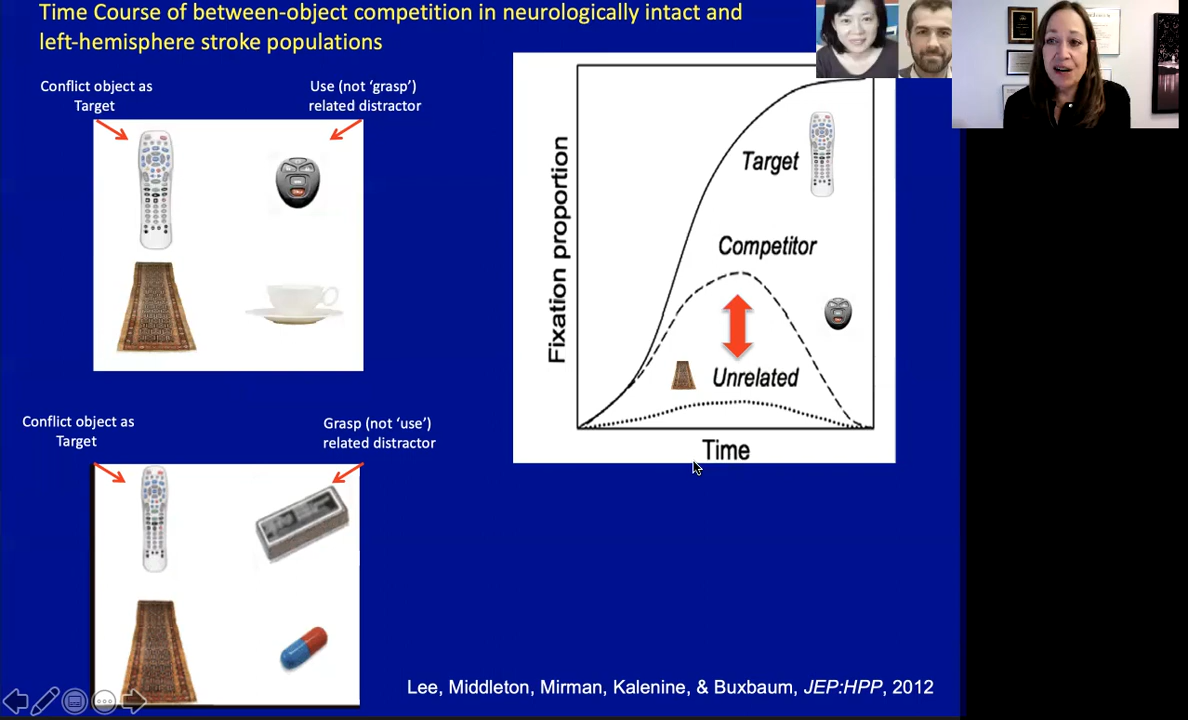 Time Course of between-object competition in neurologically intact and
left-hemisphere stroke populations
Conflict object as
Target
Use (not ‘grasp’)
related distractor
Conflict object as
Target
Grasp (not ‘use’)
related distractor
Fixation proportion
Target
Competitor
Unrelated
Time
Lee, Middleton, Mirman, Kalenine, & Buxbaum, JEP:HPP, 2012